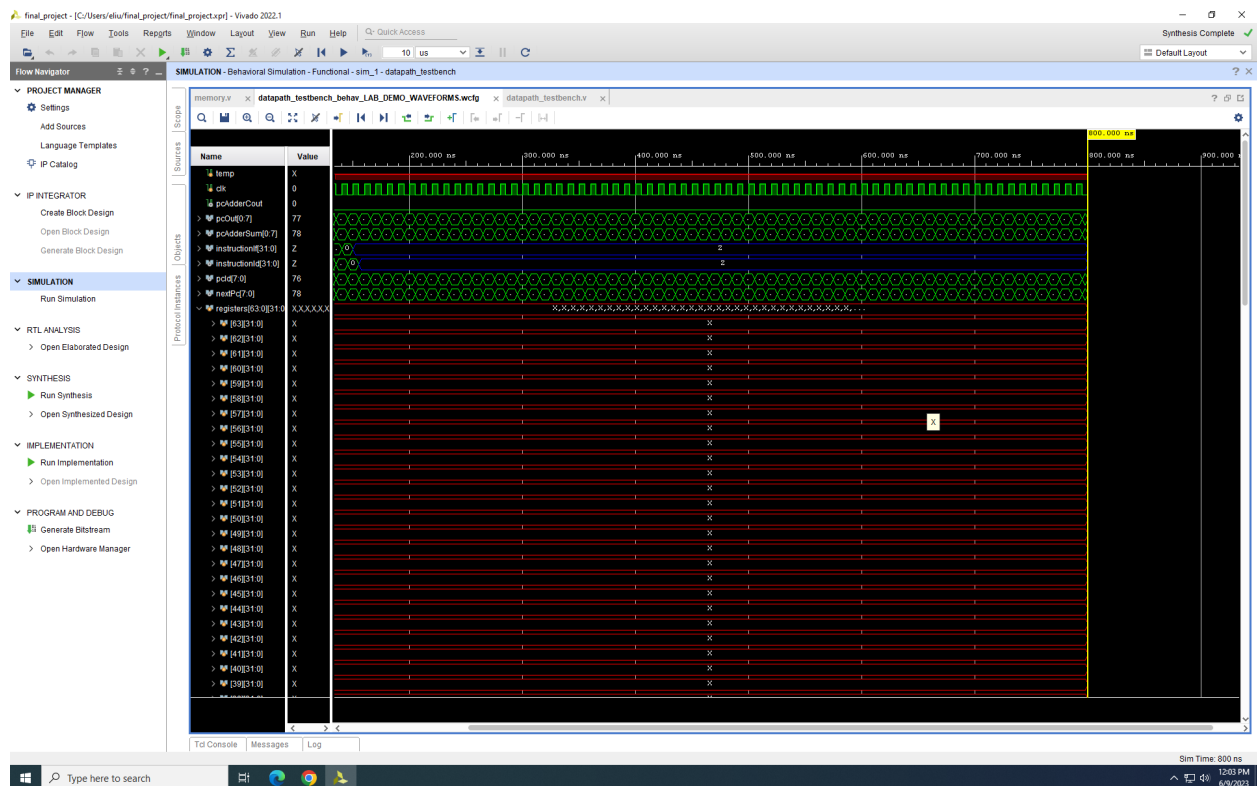 final_project - [C:/Users/eliu/final_project/final_project.xpr] - Vivado 2022.1
File Edit Flow Tools Reports Window Layout View Run Help Quick Access
Synthesis Complete
10 us
Default Layout
Flow Navigator
SIMULATION - Behavioral Simulation - Functional - sim_1 - datapath_testbench
PROJECT MANAGER
Settings
Add Sources
Language Templates
IP Catalog
IP INTEGRATOR
Create Block Design
Open Block Design
Generate Block Design
SIMULATION
Run Simulation
RTL ANALYSIS
Open Elaborated Design
SYNTHESIS
Run Synthesis
Open Synthesized Design
IMPLEMENTATION
Run Implementation
Open Implemented Design
PROGRAM AND DEBUG
Generate Bitstream
Open Hardware Manager
Scope
Sources
Objects
Protocol Instances
memory.v datapath_testbench_behav_LAB_DEMO_WAVEFORMS.wcfg datapath_testbench.v
800.000 ns
Name Value
200.000 ns 300.000 ns 400.000 ns 500.000 ns 600.000 ns 700.000 ns 800.000 ns 900.000
temp X
clk 0
pcAdderCout 0
pcOut[0:7] 77
pcAdderSum[0:7] 78
instructionIf[31:0] Z 0 Z
instructionId[31:0] Z 0 Z
pcId[7:0] 76
nextPc[7:0] 78
registers[63:0][31:0 X,X,X,X,X,X
[63][31:0] X X
[62][31:0] X X
[61][31:0] X X
[60][31:0] X X
[59][31:0] X X
[58][31:0] X X
[57][31:0] X X
[56][31:0] X X
X
[55][31:0] X X
[54][31:0] X X
[53][31:0] X X
[52][31:0] X X
[51][31:0] X X
[50][31:0] X X
[49][31:0] X X
[48][31:0] X X
[47][31:0] X X
[46][31:0] X X
[45][31:0] X X
[44][31:0] X X
[43][31:0] X X
[42][31:0] X X
[41][31:0] X X
[40][31:0] X X
[39][31:0] X X
Tcl Console Messages Log
Sim Time: 800 ns
Type here to search
12:03 PM
6/9/2023